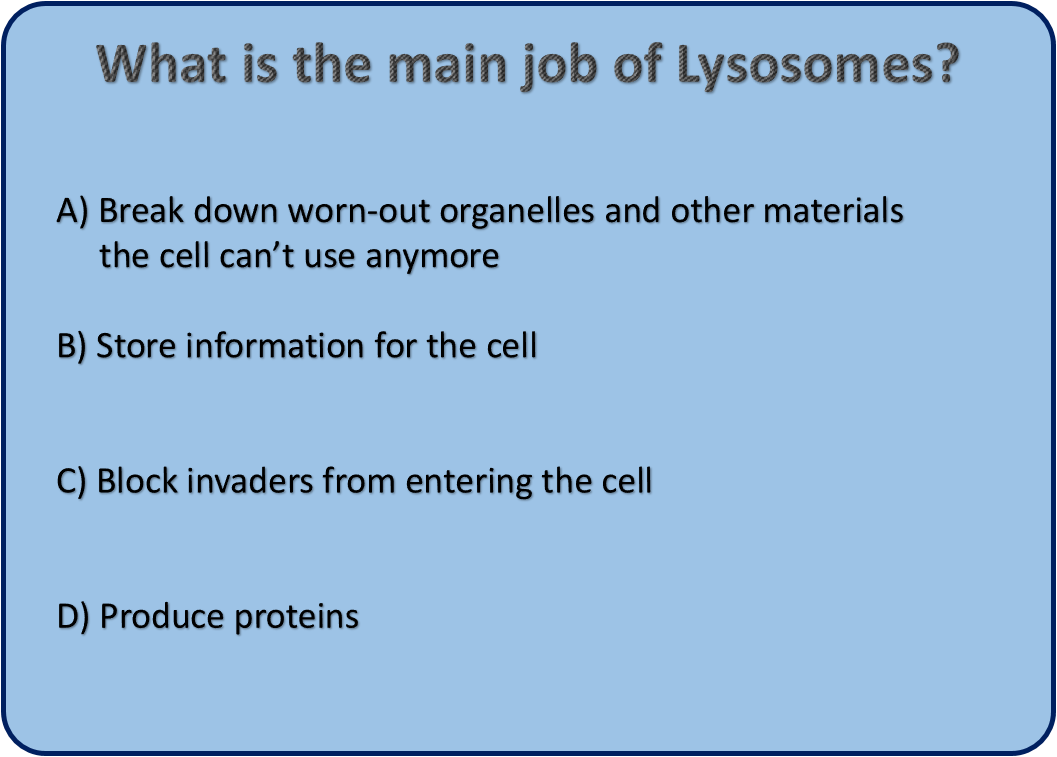 What is the main job of Lysosomes?
A) Break down worn-out organelles and other materials
the cell can’t use anymore
B) Store information for the cell
C) Block invaders from entering the cell
D) Produce proteins